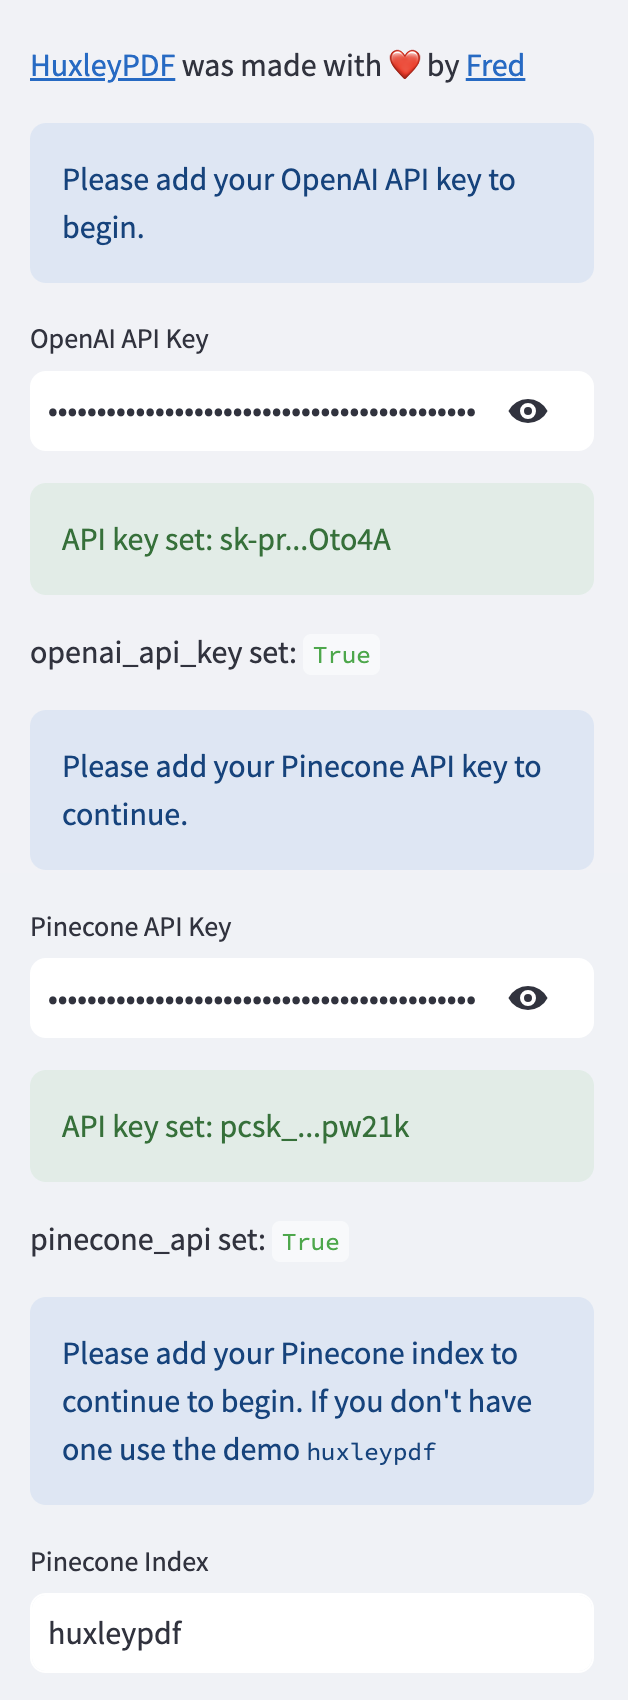 HuxleyPDF was made with ❤️ by Fred
Please add your OpenAI API key to
begin.
OpenAI API Key
••••••••••••••••••••••••••••••••••••••••••••
API key set: sk-pr...Oto4A
openai_api_key set: True
Please add your Pinecone API key to
continue.
Pinecone API Key
••••••••••••••••••••••••••••••••••••••••••••
API key set: pcsk_...pw21k
pinecone_api set: True
Please add your Pinecone index to
continue to begin. If you don't have
one use the demo huxleypdf
Pinecone Index
huxleypdf